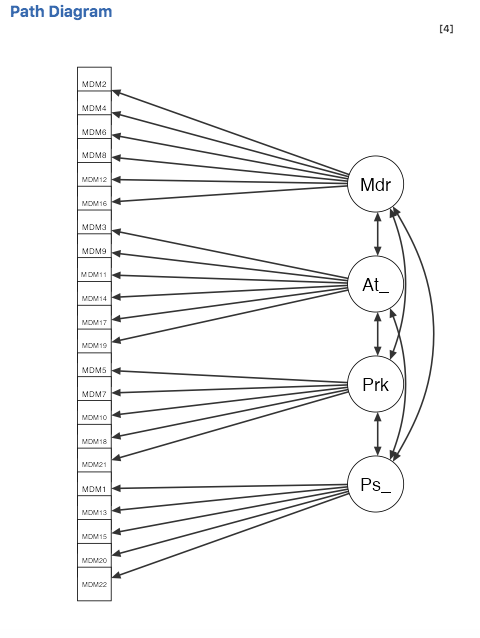 Path Diagram
[4]
MDM2
MDM4
MDM6
MDM8
MDM12
MDM16
MDM3
MDM9
MDM11
MDM14
MDM17
MDM19
MDM5
MDM7
MDM10
MDM18
MDM21
MDM1
MDM13
MDM15
MDM20
MDM22
Mdr
At_
Prk
Ps_